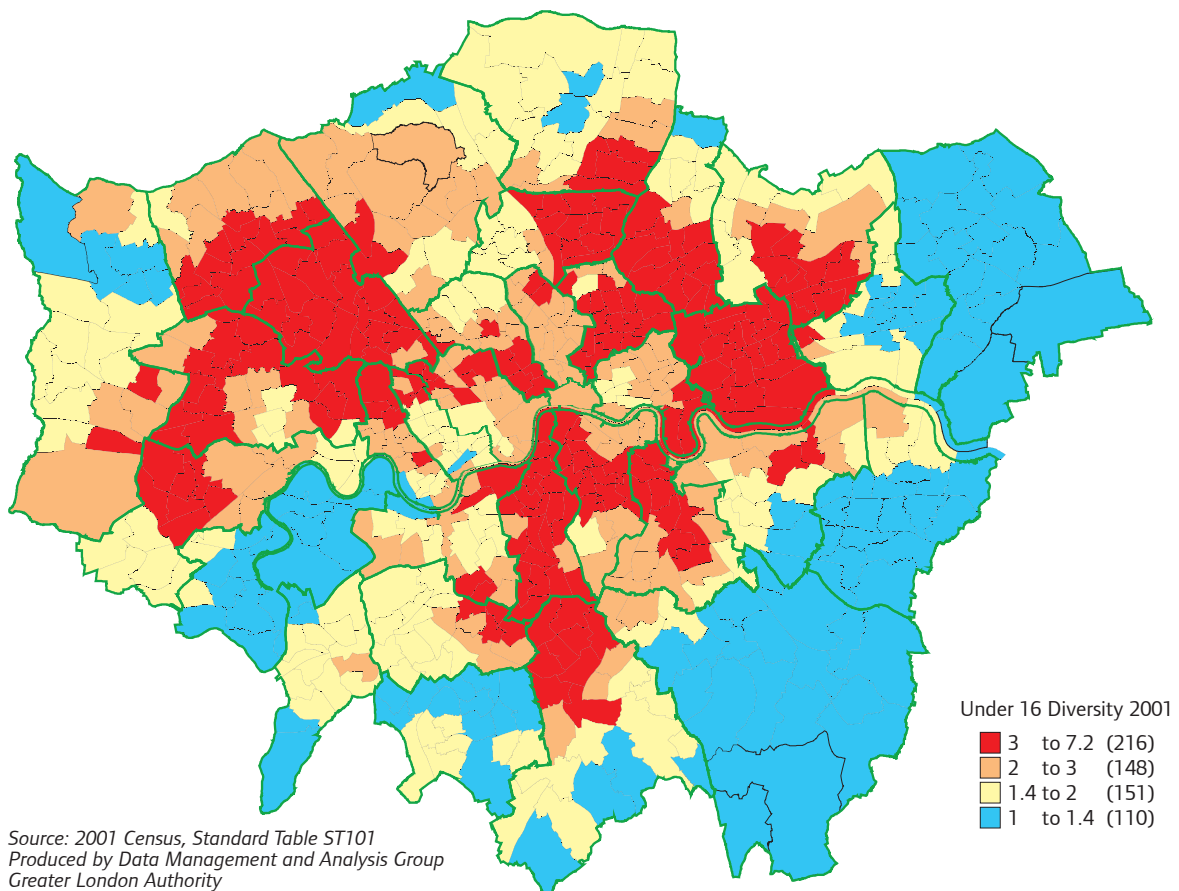 Under 16 Diversity 2001
3 to 7.2 (216)
2 to 3 (148)
1.4 to 2 (151)
1 to 1.4 (110)
Source: 2001 Census, Standard Table ST101
Produced by Data Management and Analysis Group
Greater London Authority